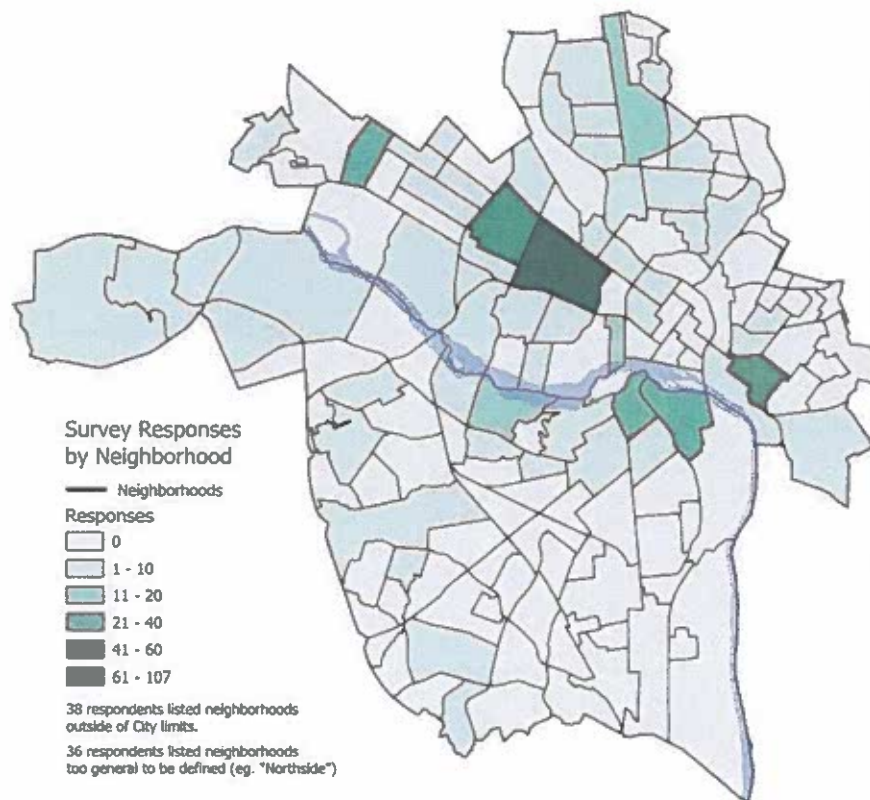 Survey Responses
by Neighborhood
Neighborhoods
Responses
0
1 - 10
11 - 20
21 - 40
41 - 60
61 - 107
38 respondents listed neighborhoods
outside of City limits.
36 respondents listed neighborhoods
too general to be defined (eg. "Northside")